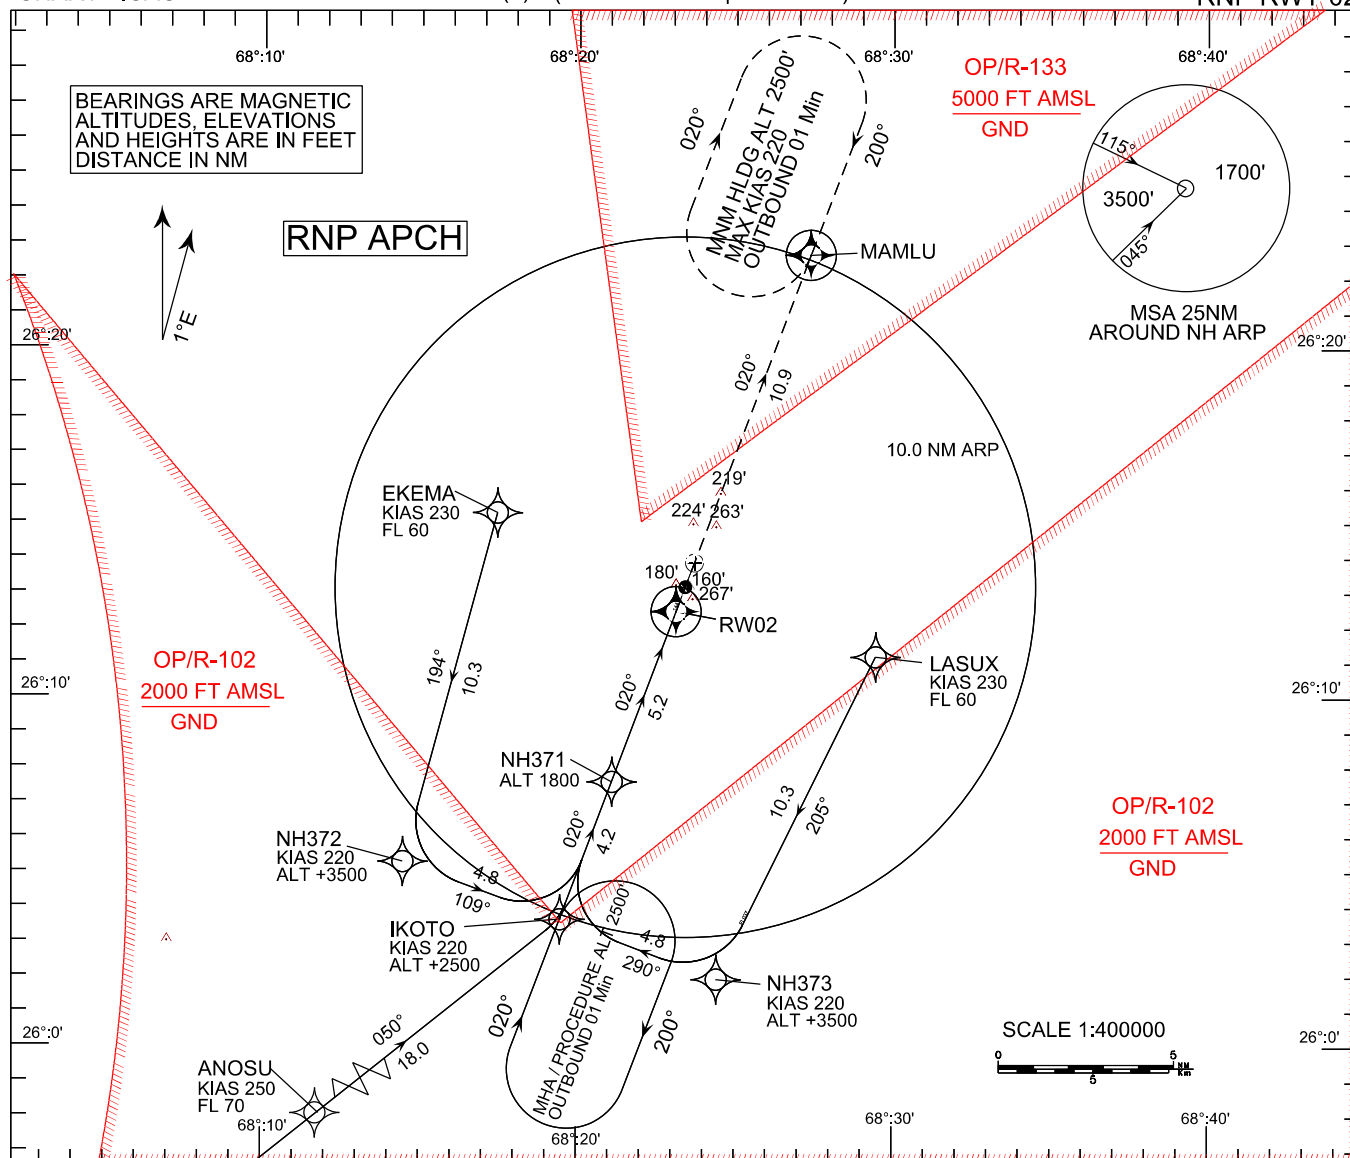 RNP RWY 02
68°:10'
68°:20'
68°:30'
68°:40'
BEARINGS ARE MAGNETIC
ALTITUDES, ELEVATIONS
AND HEIGHTS ARE IN FEET
DISTANCE IN NM
OP/R-133
5000 FT AMSL
GND
020°
MNM HLDG ALT 2500'
MAX KIAS 220
OUTBOUND 01 Min
200°
115°
1700'
3500'
045°
MSA 25NM
AROUND NH ARP
1°E
RNP APCH
MAMLU
26°:20'
26°:20'
020°
10.9
10.0 NM ARP
EKEMA
KIAS 230
FL 60
219'
224'
263'
180'
160'
267'
RW02
194°
10.3
OP/R-102
2000 FT AMSL
GND
020°
5.2
LASUX
KIAS 230
FL 60
26°:10'
26°:10'
NH371
ALT 1800
10.3
205°
OP/R-102
2000 FT AMSL
GND
NH372
KIAS 220
ALT +3500
020°
4.2
4.8
109°
IKOTO
KIAS 220
ALT +2500
4.8
290°
NH373
KIAS 220
ALT +3500
020°
MHA / PROCEDURE ALT 2500'
OUTBOUND 01 Min
200°
26°:0'
26°:0'
050°
18.0
ANOSU
KIAS 250
FL 70
SCALE 1:400000
0
5
NM
Km
5
68°:10'
68°:20'
68°:30'
68°:40'